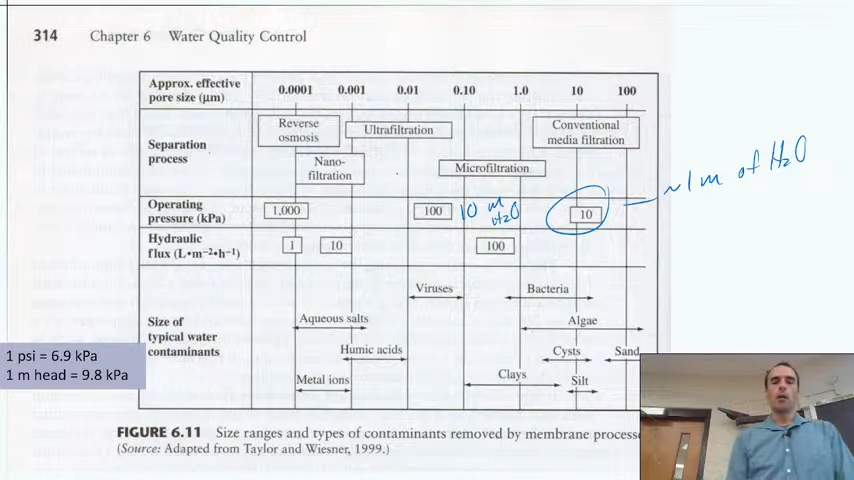 314 Chapter 6 Water Quality Control
Approx. effective
pore size (μm)
0.0001 0.001 0.01 0.10 1.0 10 100
Separation
process
Reverse
osmosis
Ultrafiltration
Conventional
media filtration
Nano-
filtration
Microfiltration
~1m of H2O
Operating
pressure (kPa)
1,000 100 10 m
H2O
10
Hydraulic
flux (L•m−2•h−1)
1 10 100
Size of
typical water
contaminants
Viruses Bacteria
Aqueous salts Algae
Humic acids Cysts Sand
Metal ions Clays Silt
1 psi = 6.9 kPa
1 m head = 9.8 kPa
FIGURE 6.11 Size ranges and types of contaminants removed by membrane process
(Source: Adapted from Taylor and Wiesner, 1999.)